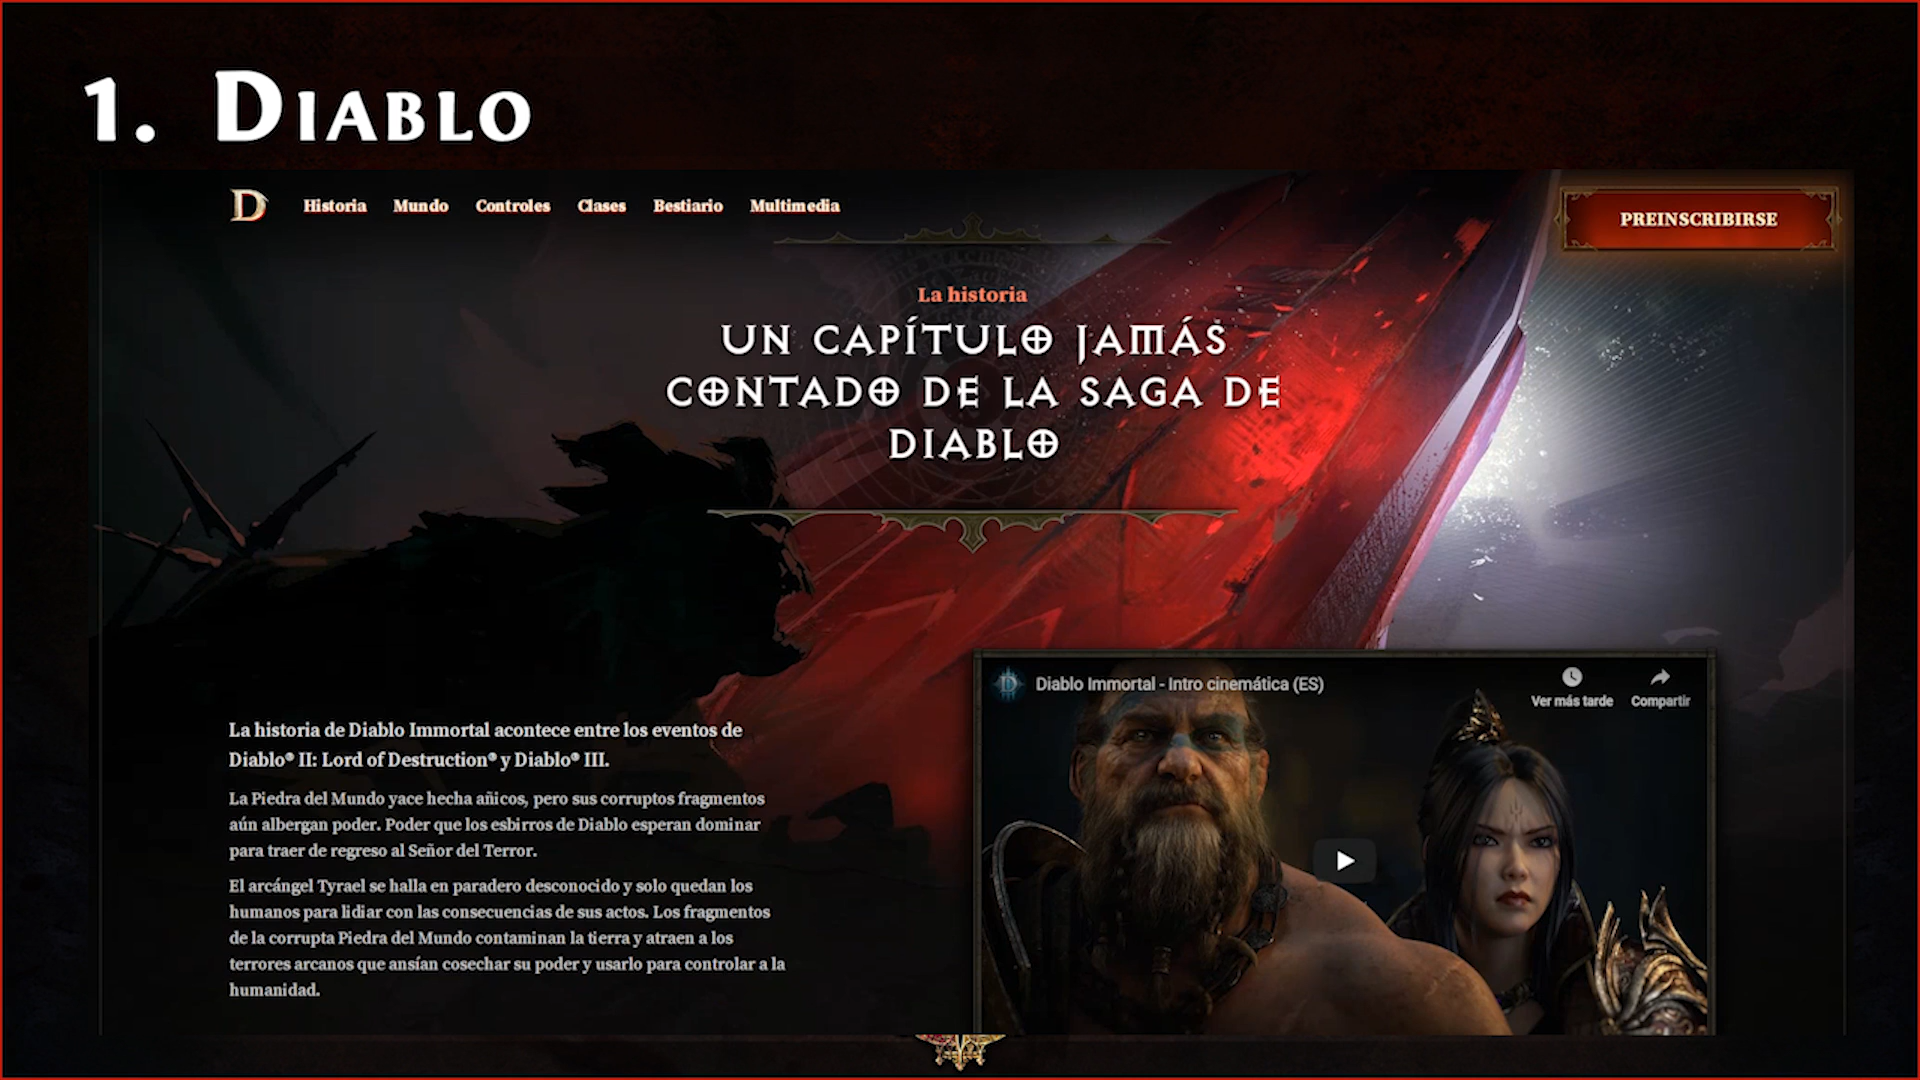 1. Diablo
D Historia Mundo Controles Clases Bestiario Multimedia
PREINSCRIBIRSE
La historia
UN CAPÍTULO JAMÁS
CONTADO DE LA SAGA DE
DIABLO
La historia de Diablo Immortal acontece entre los eventos de
Diablo® II: Lord of Destruction® y Diablo® III.
La Piedra del Mundo yace hecha añicos, pero sus corruptos fragmentos
aún albergan poder. Poder que los esbirros de Diablo esperan dominar
para traer de regreso al Señor del Terror.
El arcángel Tyrael se halla en paradero desconocido y solo quedan los
humanos para lidiar con las consecuencias de sus actos. Los fragmentos
de la corrupta Piedra del Mundo contaminan la tierra y atraen a los
terrores arcanos que ansían cosechar su poder y usarlo para controlar a la
humanidad.
D Diablo Immortal - Intro cinemática (ES)
Ver más tarde
Compartir